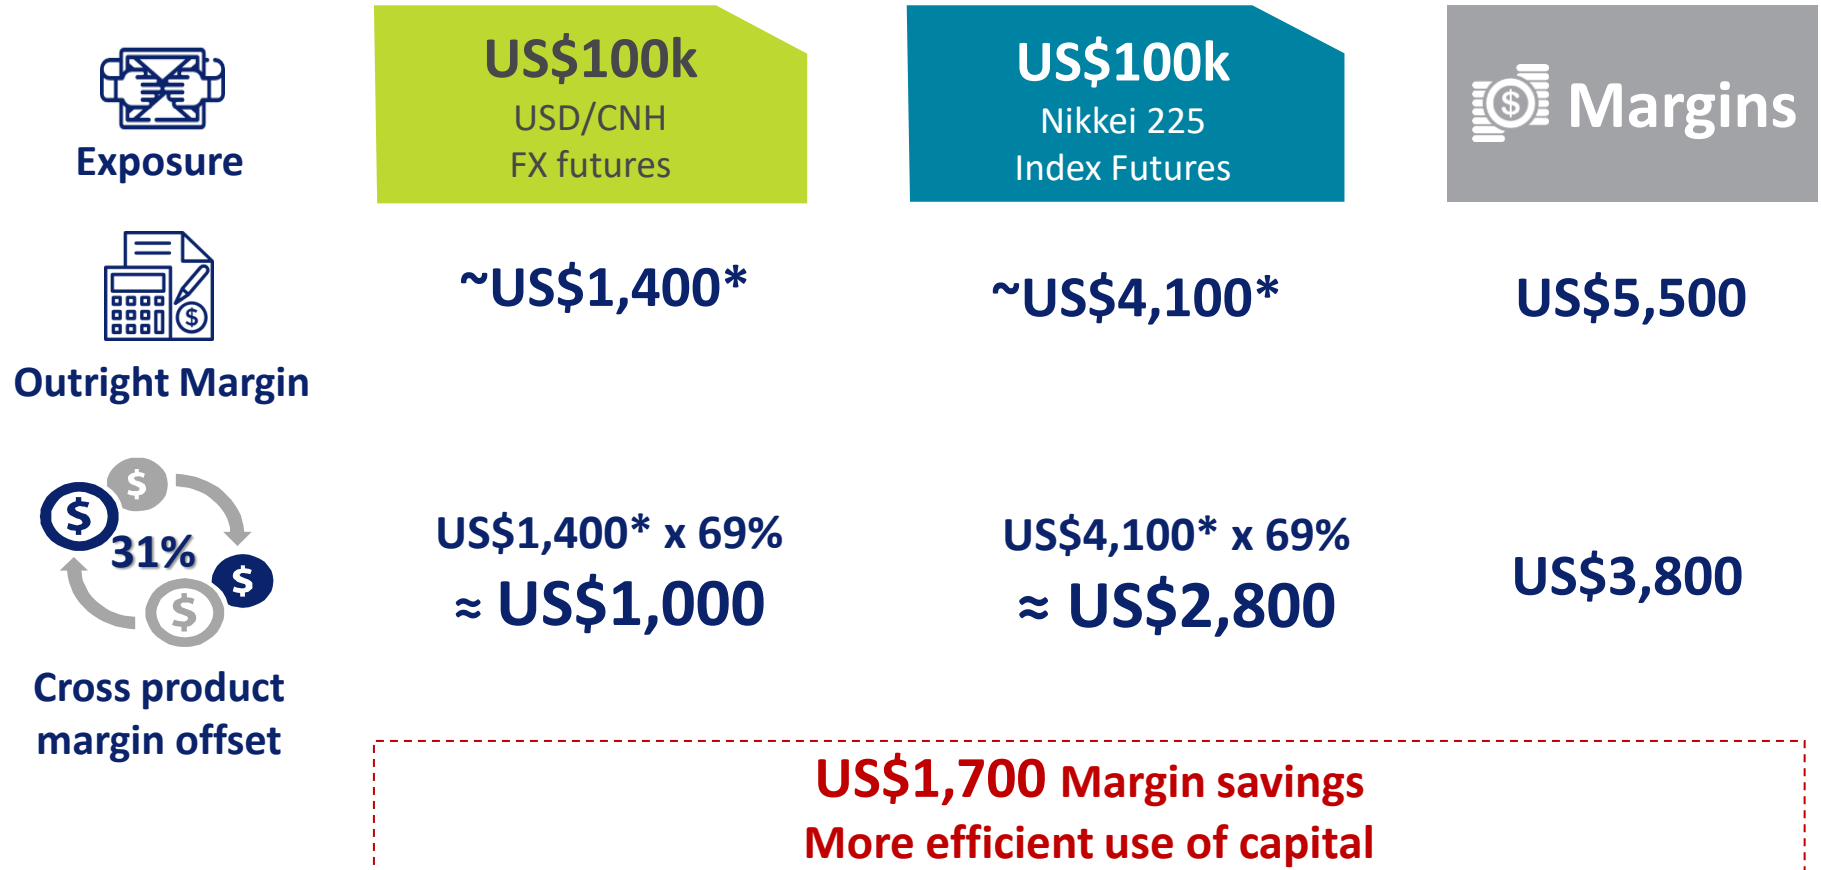 Exposure
US$100k
USD/CNH
FX futures
US$100k
Nikkei 225
Index Futures
$ Margins
$
Outright Margin
~US$1,400*
~US$4,100*
US$5,500
$
$
31%
$
$
Cross product
margin offset
US$1,400* x 69%
≈ US$1,000
US$4,100* x 69%
≈ US$2,800
US$3,800
US$1,700 Margin savings
More efficient use of capital